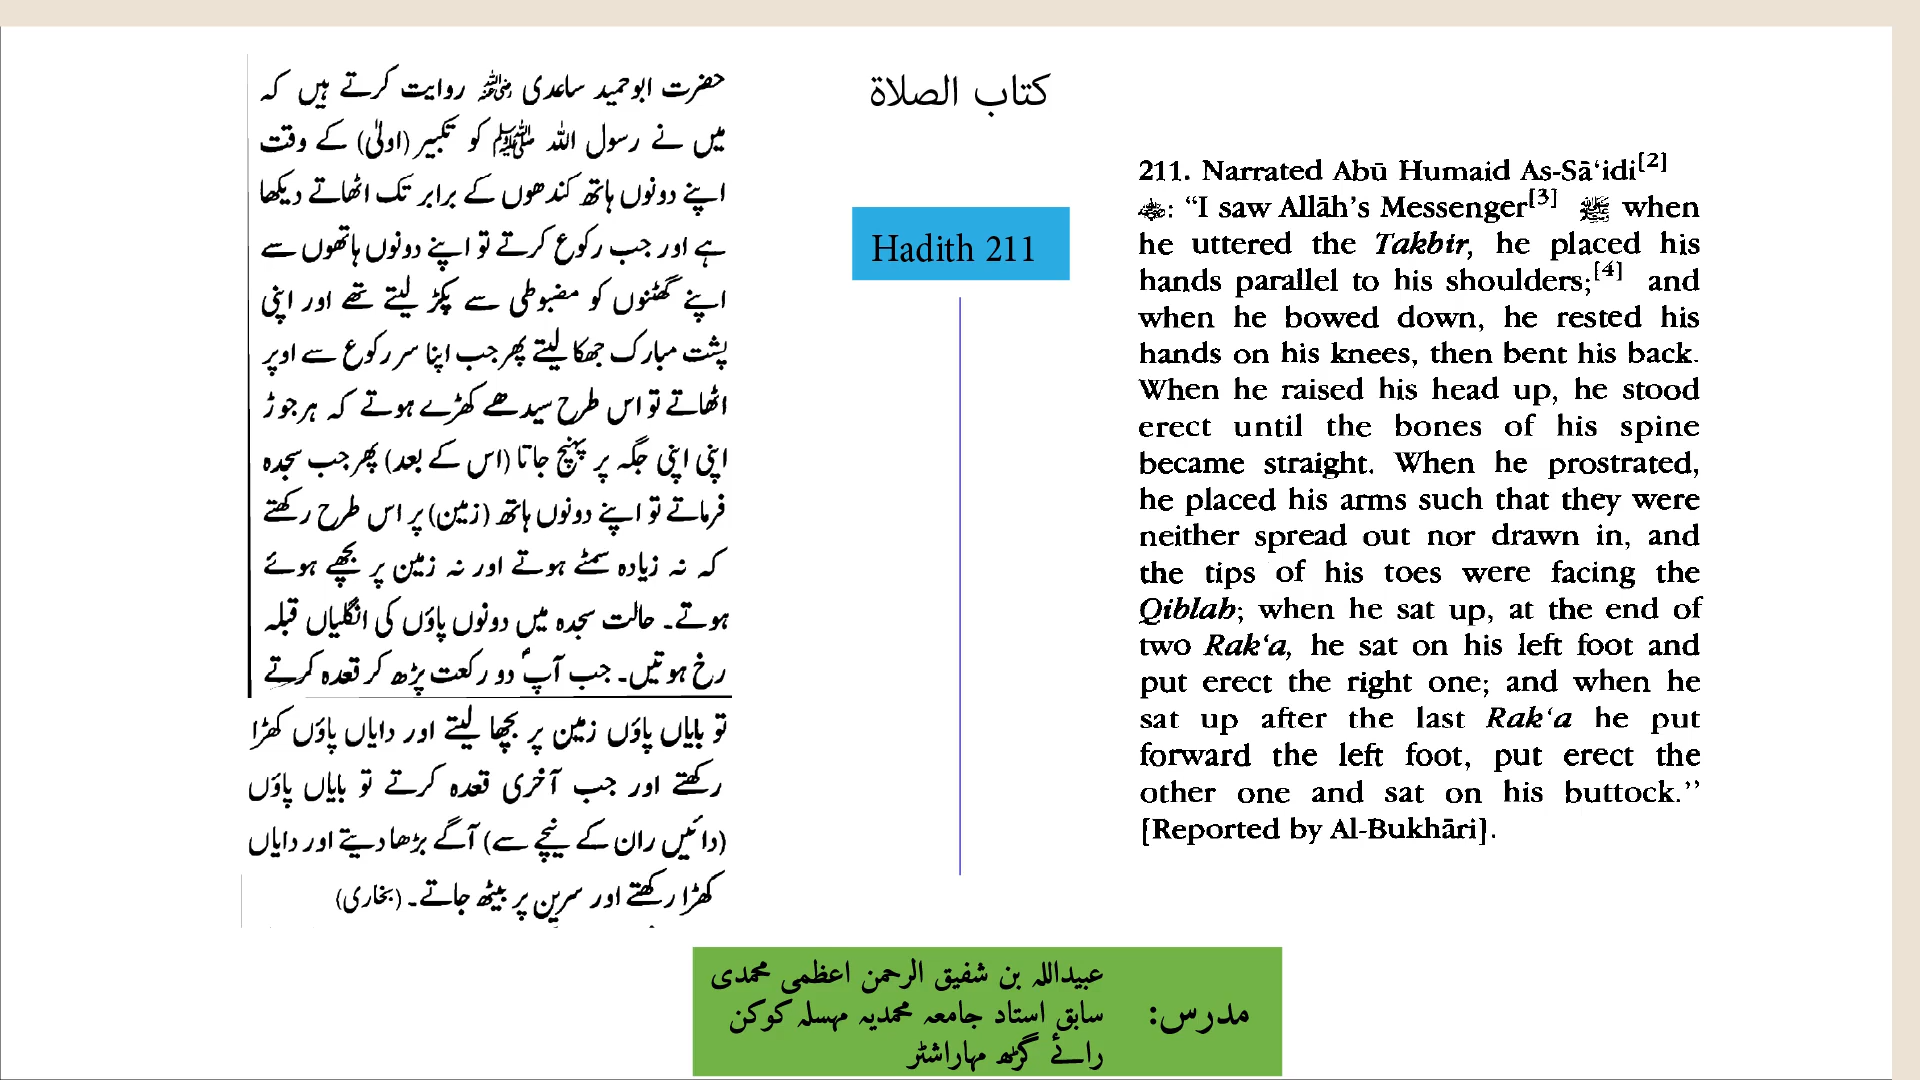 کتاب الصلاة
Hadith 211
حضرت ابوحمید ساعدی رضی اللہ عنہ روایت کرتے ہیں کہ
میں نے رسول اللہ ﷺ کو تکبیر (اولیٰ) کے وقت
اپنے دونوں ہاتھ کندھوں کے برابر تک اٹھاتے دیکھا
ہے اور جب رکوع کرتے تو اپنے دونوں ہاتھوں سے
اپنے گھٹنوں کو مضبوطی سے پکڑ لیتے تھے اور اپنی
پشت مبارک جھکا لیتے پھر جب اپنا سر رکوع سے اوپر
اٹھاتے تو اس طرح سیدھے کھڑے ہوتے کہ ہر جوڑ
اپنی اپنی جگہ پر پہنچ جاتا (اس کے بعد) پھر جب سجدہ
فرماتے تو اپنے دونوں ہاتھ (زمین) پر اس طرح رکھتے
کہ نہ زیادہ سمٹے ہوتے اور نہ زمین پر بچھے ہوئے
ہوتے۔ حالت سجدہ میں دونوں پاؤں کی انگلیاں قبلہ
رخ ہوتیں۔ جب آپؐ دو رکعت پڑھ کر قعدہ کرتے
تو بایاں پاؤں زمین پر بچھا لیتے اور دایاں پاؤں کھڑا
رکھتے اور جب آخری قعدہ کرتے تو بایاں پاؤں
(دائیں ران کے نیچے سے) آگے بڑھا دیتے اور دایاں
کھڑا رکھتے اور سرین پر بیٹھ جاتے۔ (بخاری)
211. Narrated Abū Humaid As-Sā‘idi[2]
رضي الله عنه: “I saw Allāh’s Messenger[3] ﷺ when
he uttered the Takbir, he placed his
hands parallel to his shoulders;[4] and
when he bowed down, he rested his
hands on his knees, then bent his back.
When he raised his head up, he stood
erect until the bones of his spine
became straight. When he prostrated,
he placed his arms such that they were
neither spread out nor drawn in, and
the tips of his toes were facing the
Qiblah; when he sat up, at the end of
two Rak‘a, he sat on his left foot and
put erect the right one; and when he
sat up after the last Rak‘a he put
forward the left foot, put erect the
other one and sat on his buttock.”
[Reported by Al-Bukhāri].
مدرس:
عبیداللہ بن شفیق الرحمن اعظمی محمدی
سابق استاد جامعہ محمدیہ مہسلہ کوکن
رائے گڑھ مہاراشٹر